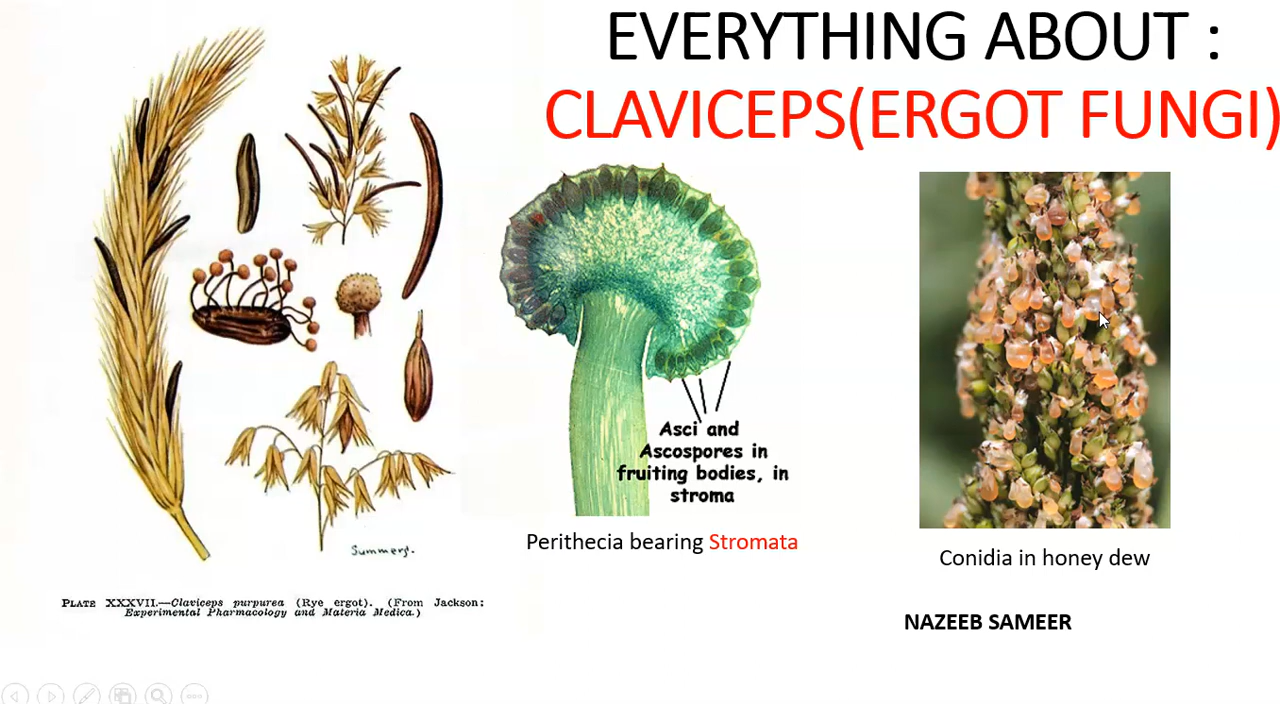 EVERYTHING ABOUT :
CLAVICEPS(ERGOT FUNGI)
Asci and
Ascospores in
fruiting bodies, in
stroma
Perithecia bearing Stromata
Conidia in honey dew
Summers.
PLATE XXXVII.—Claviceps purpurea (Rye ergot). (From Jackson:
Experimental Pharmacology and Materia Medica.)
NAZEEB SAMEER